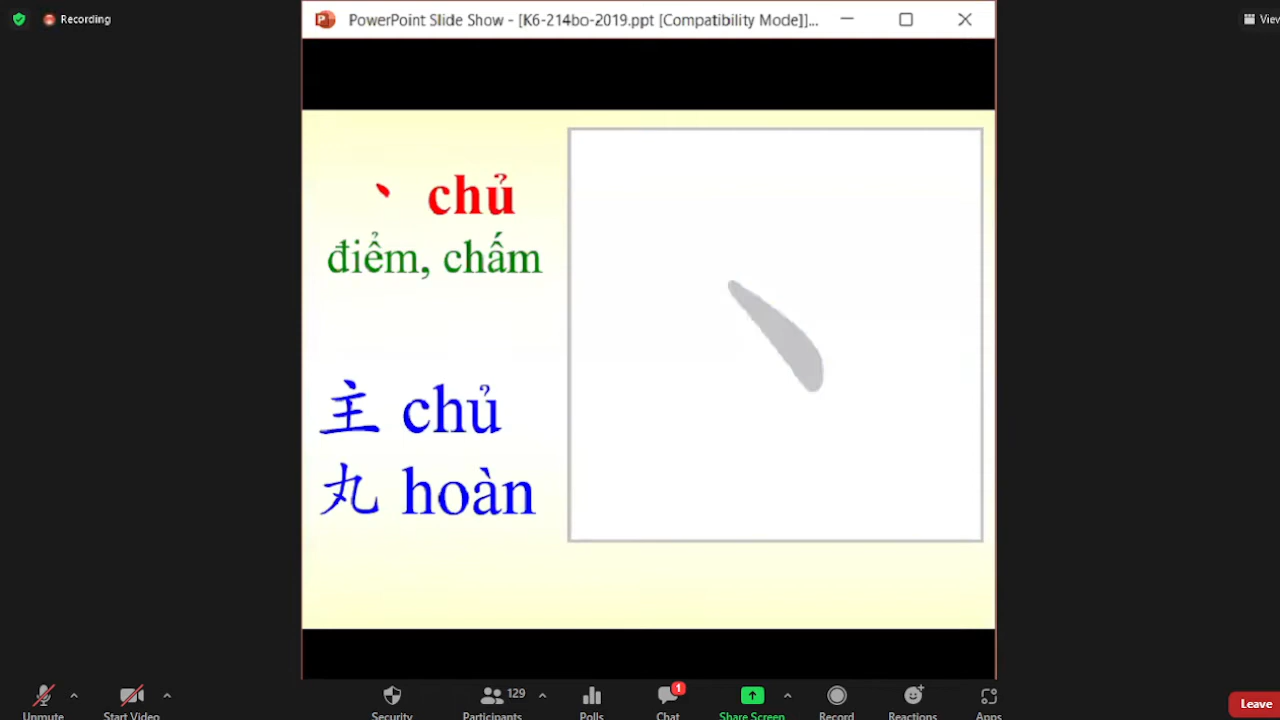 Recording
PowerPoint Slide Show - [K6-214bo-2019.ppt [Compatibility Mode]]...
View
丶 chủ
điểm, chấm
主 chủ
丸 hoàn
129
1
Unmute
Start Video
Security
Participants
Polls
Chat
Share Screen
Record
Reactions
Apps
Leave